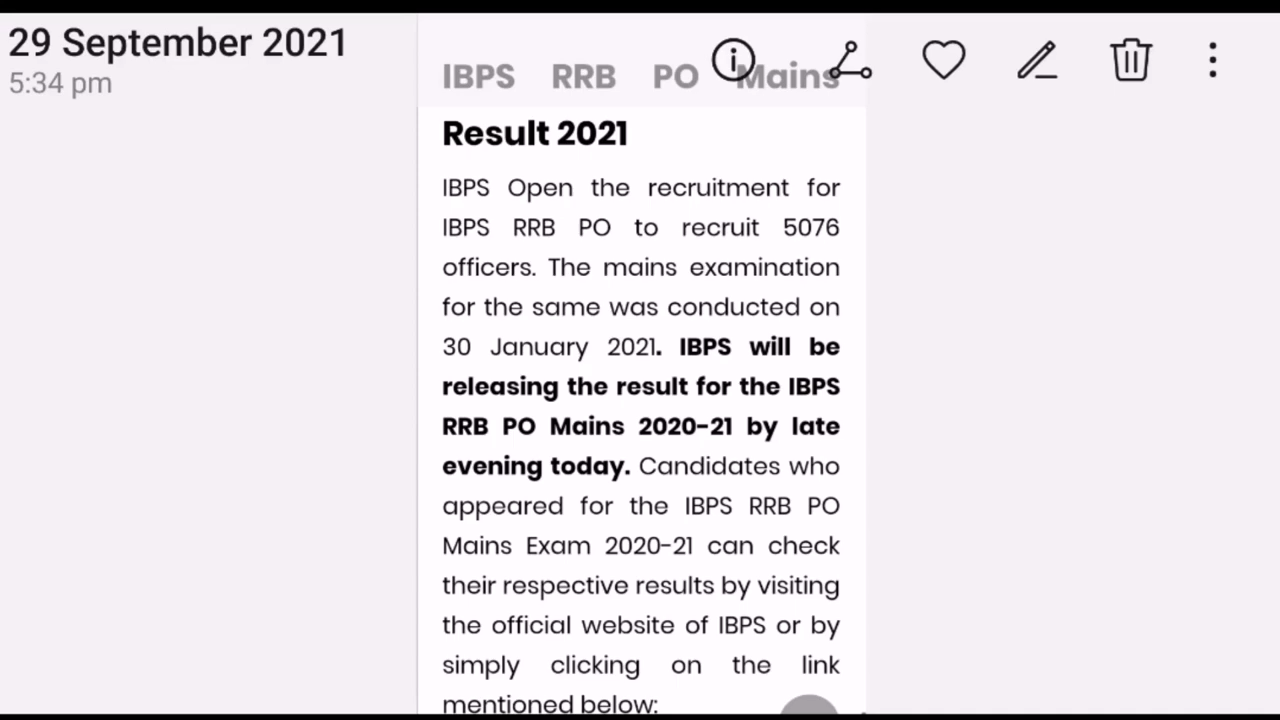 29 September 2021
5:34 pm
IBPS RRB PO Mains
Result 2021
IBPS Open the recruitment for
IBPS RRB PO to recruit 5076
officers. The mains examination
for the same was conducted on
30 January 2021. IBPS will be
releasing the result for the IBPS
RRB PO Mains 2020-21 by late
evening today. Candidates who
appeared for the IBPS RRB PO
Mains Exam 2020-21 can check
their respective results by visiting
the official website of IBPS or by
simply clicking on the link
mentioned below: